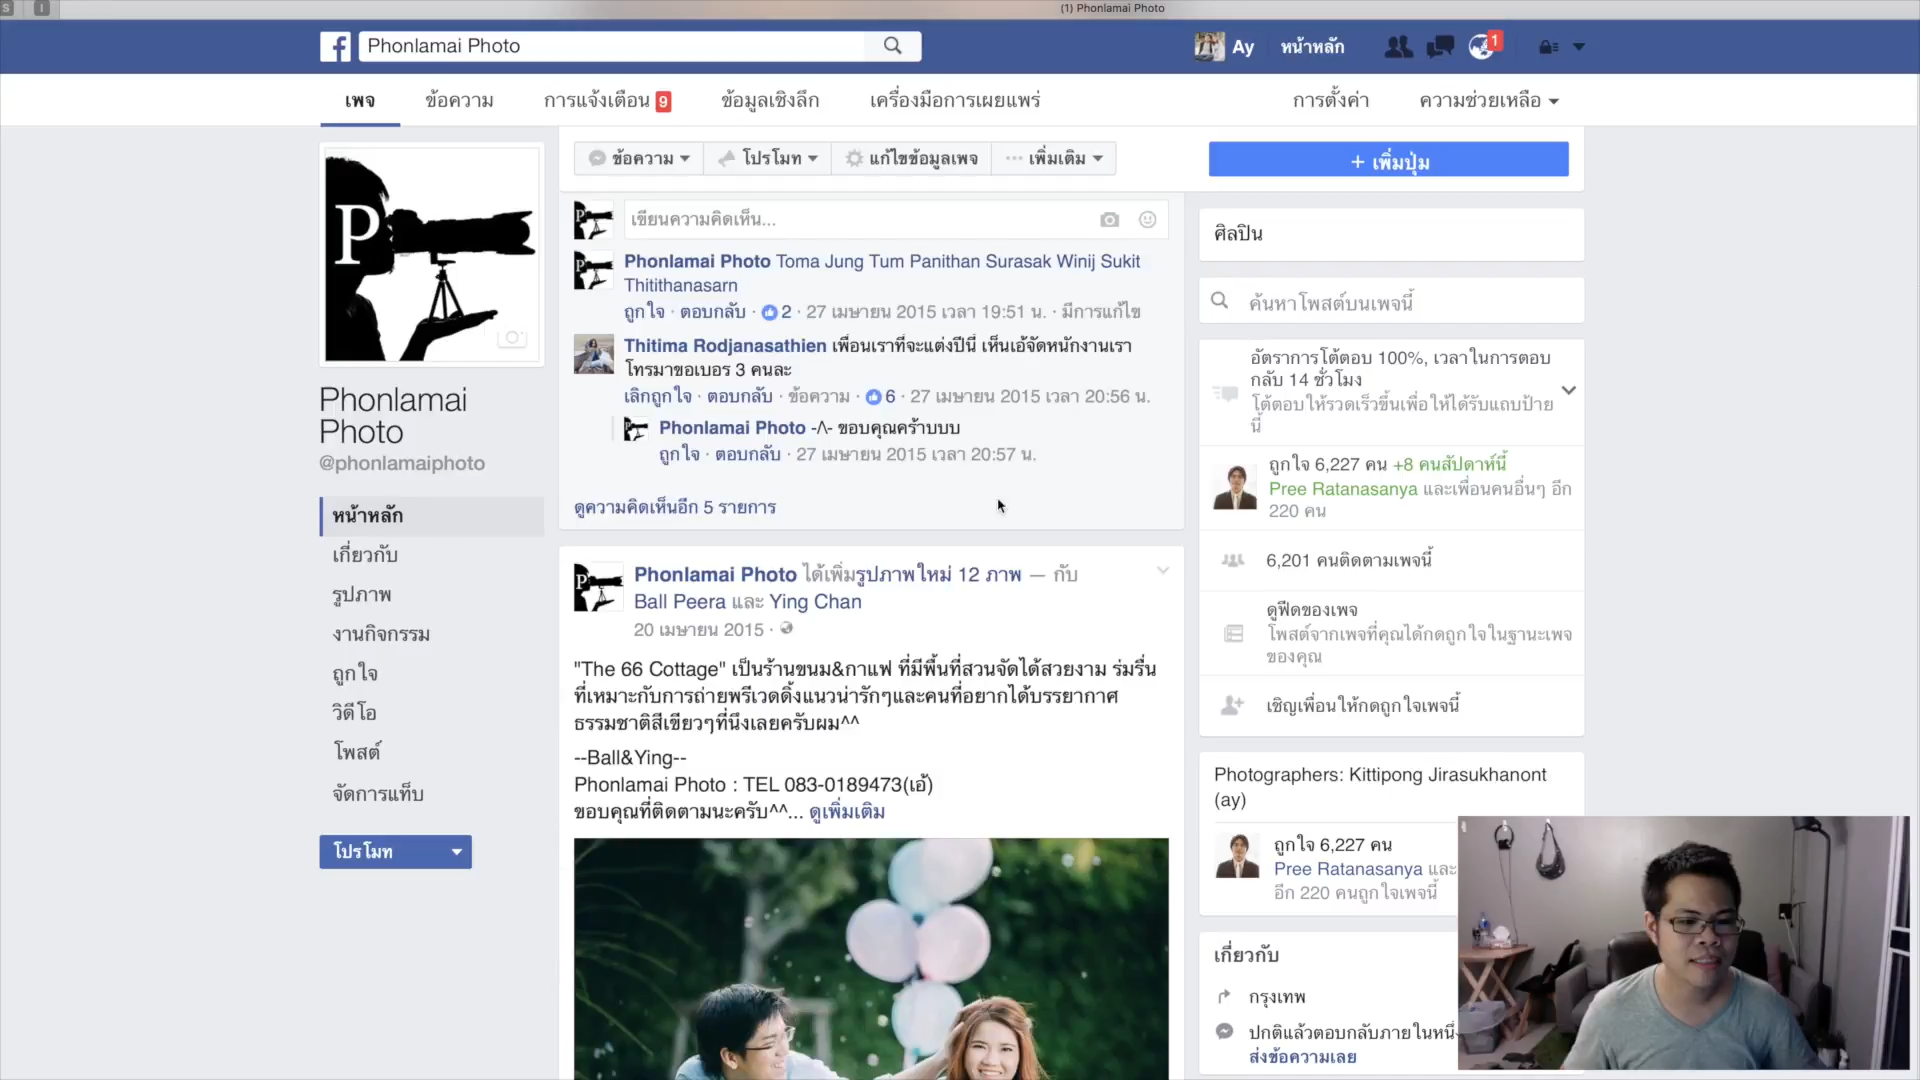 (1) Phonlamai Photo
Phonlamai Photo
Ay
หน้าหลัก
1
เพจ
ข้อความ
การแจ้งเตือน 9
ข้อมูลเชิงลึก
เครื่องมือการเผยแพร่
การตั้งค่า
ความช่วยเหลือ
P
Phonlamai
Photo
@phonlamaiphoto
หน้าหลัก
เกี่ยวกับ
รูปภาพ
งานกิจกรรม
ถูกใจ
วิดีโอ
โพสต์
จัดการแท็บ
โปรโมท
ข้อความ
โปรโมท
แก้ไขข้อมูลเพจ
เพิ่มเติม
+ เพิ่มปุ่ม
เขียนความคิดเห็น...
Phonlamai Photo Toma Jung Tum Panithan Surasak Winij Sukit
Thitithanasarn
ถูกใจ · ตอบกลับ · 2 · 27 เมษายน 2015 เวลา 19:51 น. · มีการแก้ไข
Thitima Rodjanasathien เพื่อนเราที่จะแต่งปีนี้ เห็นเอ้จัดหนักงานเรา
โทรมาขอเบอร 3 คนละ
เลิกถูกใจ · ตอบกลับ · ข้อความ · 6 · 27 เมษายน 2015 เวลา 20:56 น.
Phonlamai Photo -/\- ขอบคุณคร้าบบบ
ถูกใจ · ตอบกลับ · 27 เมษายน 2015 เวลา 20:57 น.
ดูความคิดเห็นอีก 5 รายการ
Phonlamai Photo ได้เพิ่มรูปภาพใหม่ 12 ภาพ — กับ
Ball Peera และ Ying Chan
20 เมษายน 2015 ·
"The 66 Cottage" เป็นร้านขนม&กาแฟ ที่มีพื้นที่สวนจัดได้สวยงาม ร่มรื่น
ที่เหมาะกับการถ่ายพรีเวดดิ้งแนวน่ารักๆและคนที่อยากได้บรรยากาศ
ธรรมชาติสีเขียวๆที่นึงเลยครับผม^^
--Ball&Ying--
Phonlamai Photo : TEL 083-0189473(เอ้)
ขอบคุณที่ติดตามนะครับ^^... ดูเพิ่มเติม
ศิลปิน
ค้นหาโพสต์บนเพจนี้
อัตราการโต้ตอบ 100%, เวลาในการตอบ
กลับ 14 ชั่วโมง
โต้ตอบให้รวดเร็วขึ้นเพื่อให้ได้รับแถบป้าย
นี้
ถูกใจ 6,227 คน +8 คนสัปดาห์นี้
Pree Ratanasanya และเพื่อนคนอื่นๆ อีก
220 คน
6,201 คนติดตามเพจนี้
ดูฟีดของเพจ
โพสต์จากเพจที่คุณได้กดถูกใจในฐานะเพจ
ของคุณ
เชิญเพื่อนให้กดถูกใจเพจนี้
Photographers: Kittipong Jirasukhanont
(ay)
ถูกใจ 6,227 คน
Pree Ratanasanya และ
อีก 220 คนถูกใจเพจนี้
เกี่ยวกับ
กรุงเทพ
ปกติแล้วตอบกลับภายในหนึ่ง
ส่งข้อความเลย